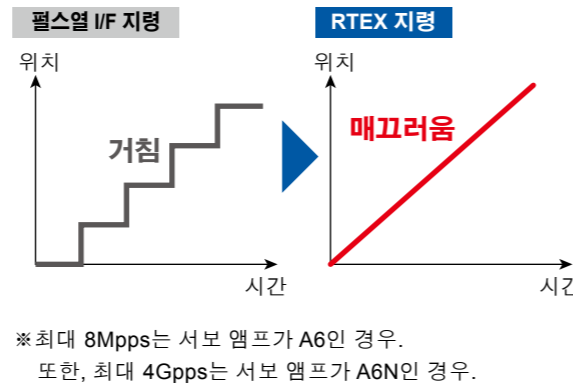 펄스열 I/F 지령
RTEX 지령
위치
위치
거침
매끄러움
시간
시간
※최대 8Mpps는 서보 앰프가 A6인 경우.
또한, 최대 4Gpps는 서보 앰프가 A6N인 경우.